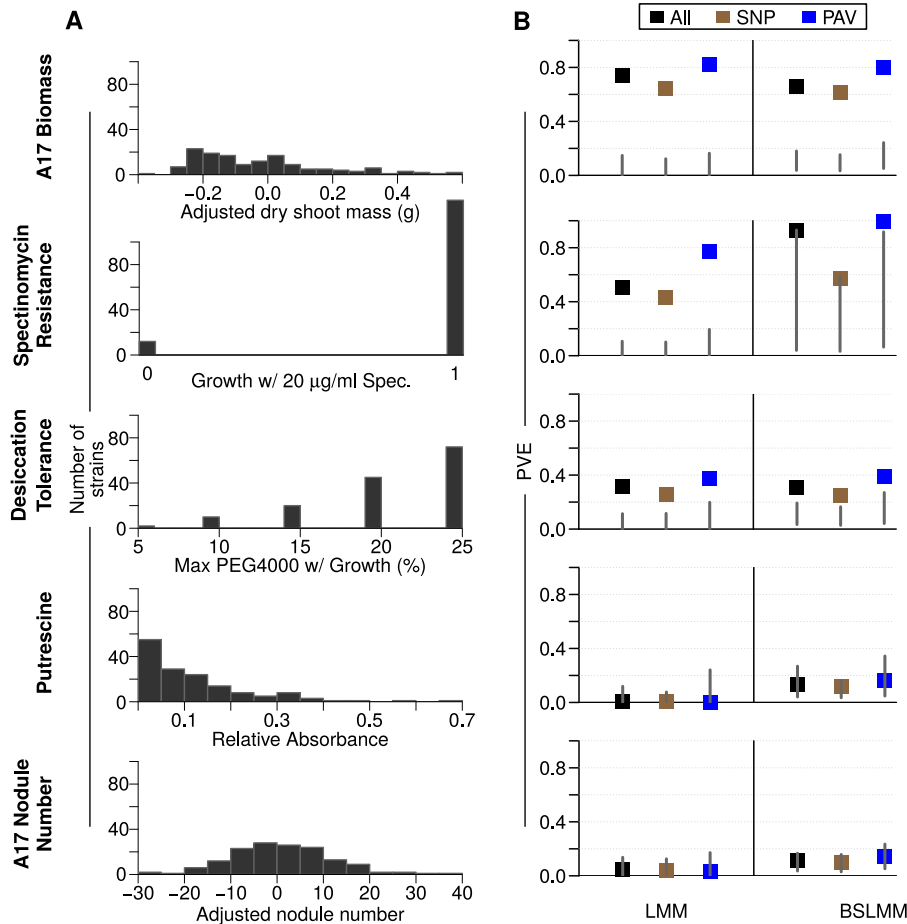 A
B
All SNP PAV
A17 Biomass
100
40
0
−0.2 0.0 0.2 0.4
Adjusted dry shoot mass (g)
0.8
0.4
0.0
Spectinomycin
Resistance
80
40
0
0 1
Growth w/ 20 μg/ml Spec.
0.8
0.4
0.0
Desiccation
Tolerance
Number of
strains
80
40
0
5 10 15 20 25
Max PEG4000 w/ Growth (%)
PVE
0.8
0.4
0.0
Putrescine
80
40
0
0.1 0.3 0.5 0.7
Relative Absorbance
0.8
0.4
0.0
A17 Nodule
Number
80
40
0
−30 −20 −10 0 10 20 30 40
Adjusted nodule number
0.8
0.4
0.0
LMM BSLMM